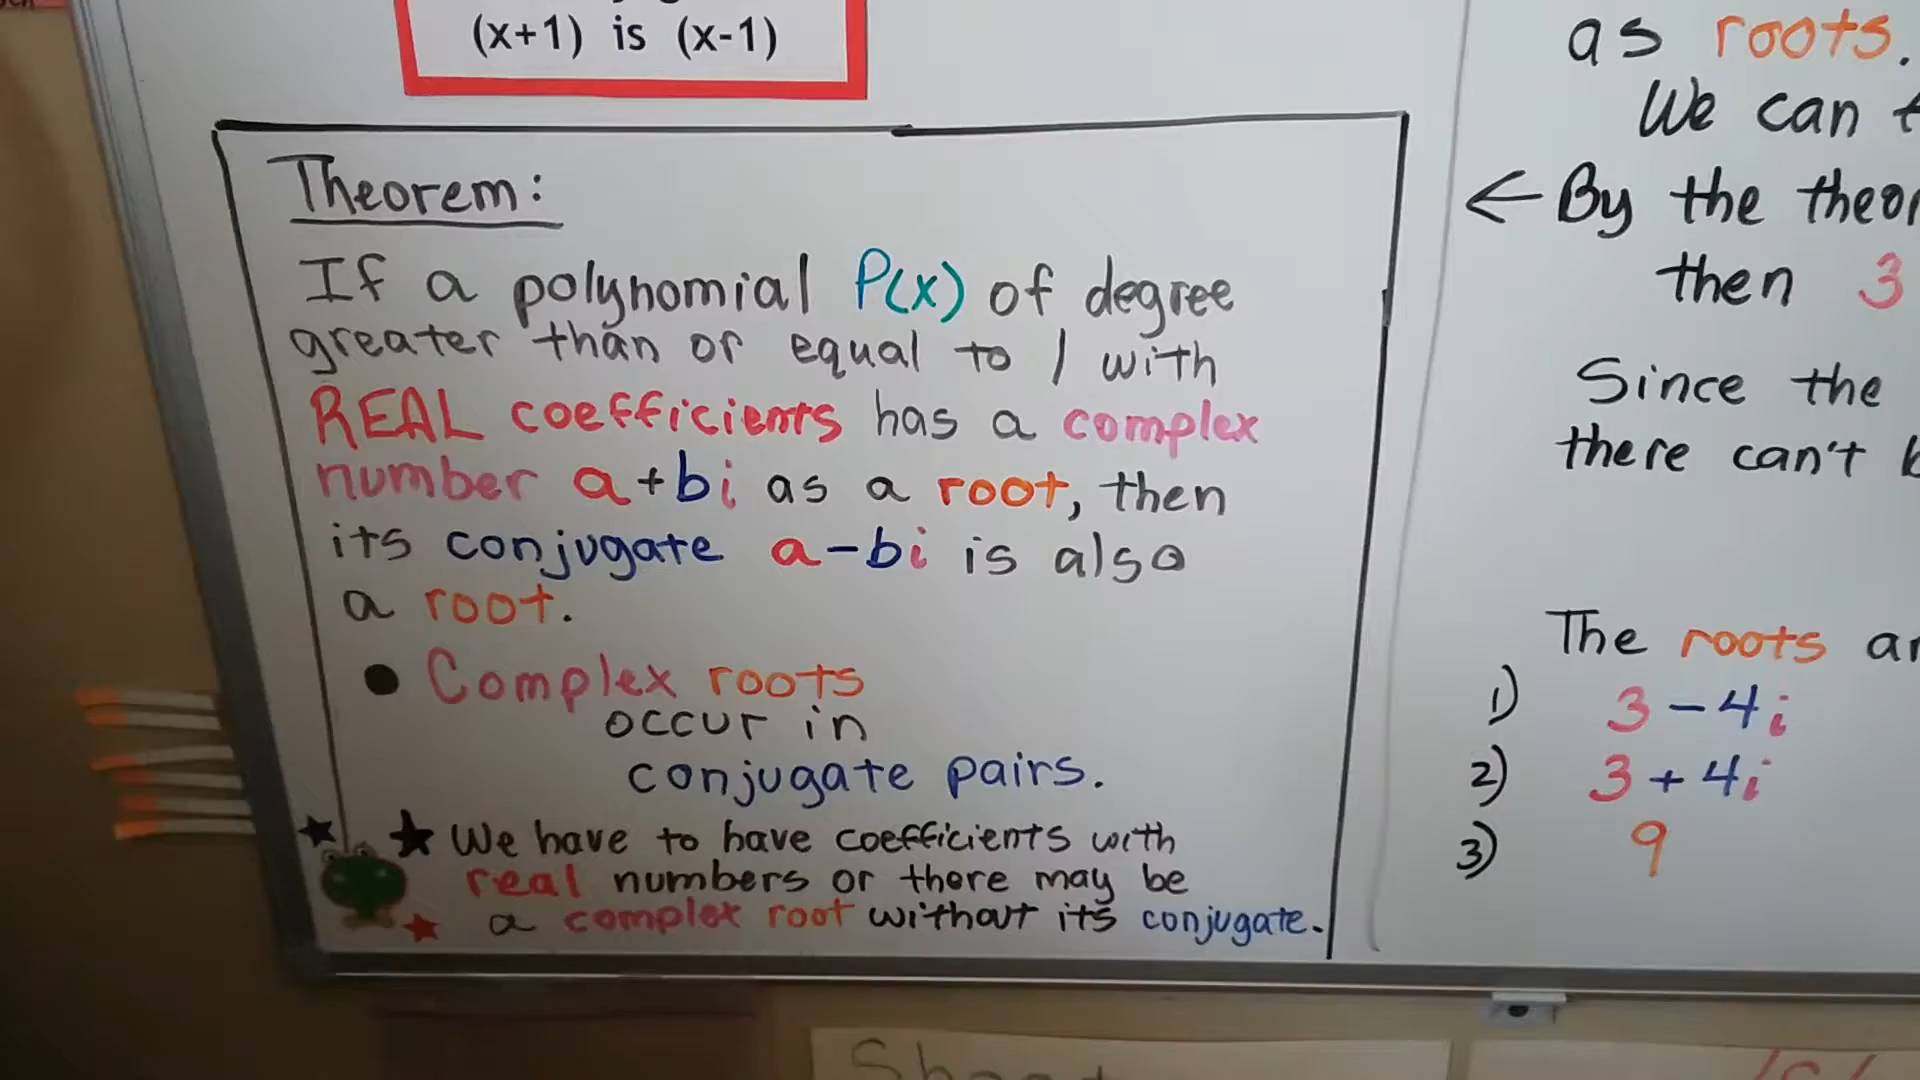 (x+1) is (x-1)
Theorem:
If a polynomial P(x) of degree
greater than or equal to 1 with
REAL coefficients has a complex
number a+bi as a root, then
its conjugate a-bi is also
a root.
● Complex roots
occur in
conjugate pairs.
★ We have to have coefficients with
real numbers or there may be
a complex root without its conjugate.
as roots.
We can
← By the
then 3
Since the
there can't
The roots
1) 3-4i
2) 3+4i
3) 9